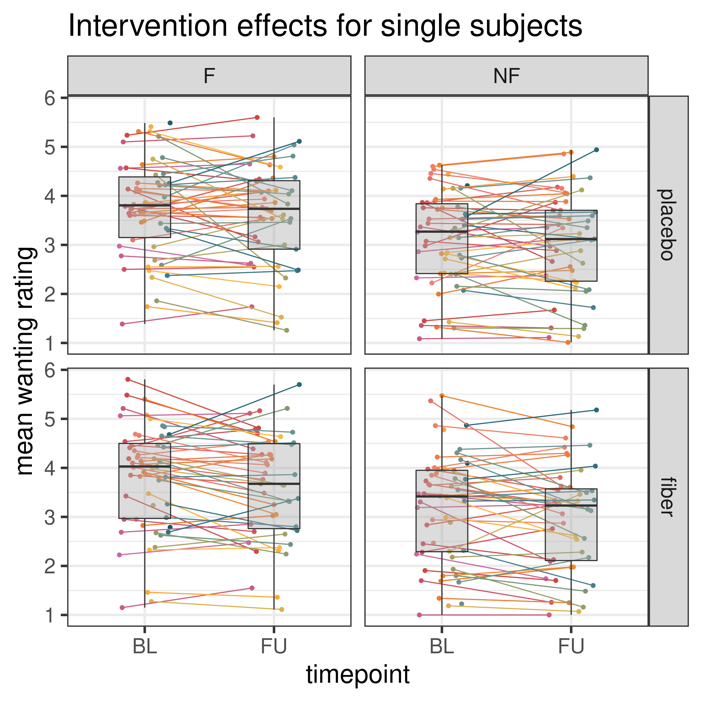 Intervention effects for single subjects
F
NF
6
5
4
3
2
1
placebo
6
5
4
3
2
1
fiber
mean wanting rating
BL
FU
BL
FU
timepoint